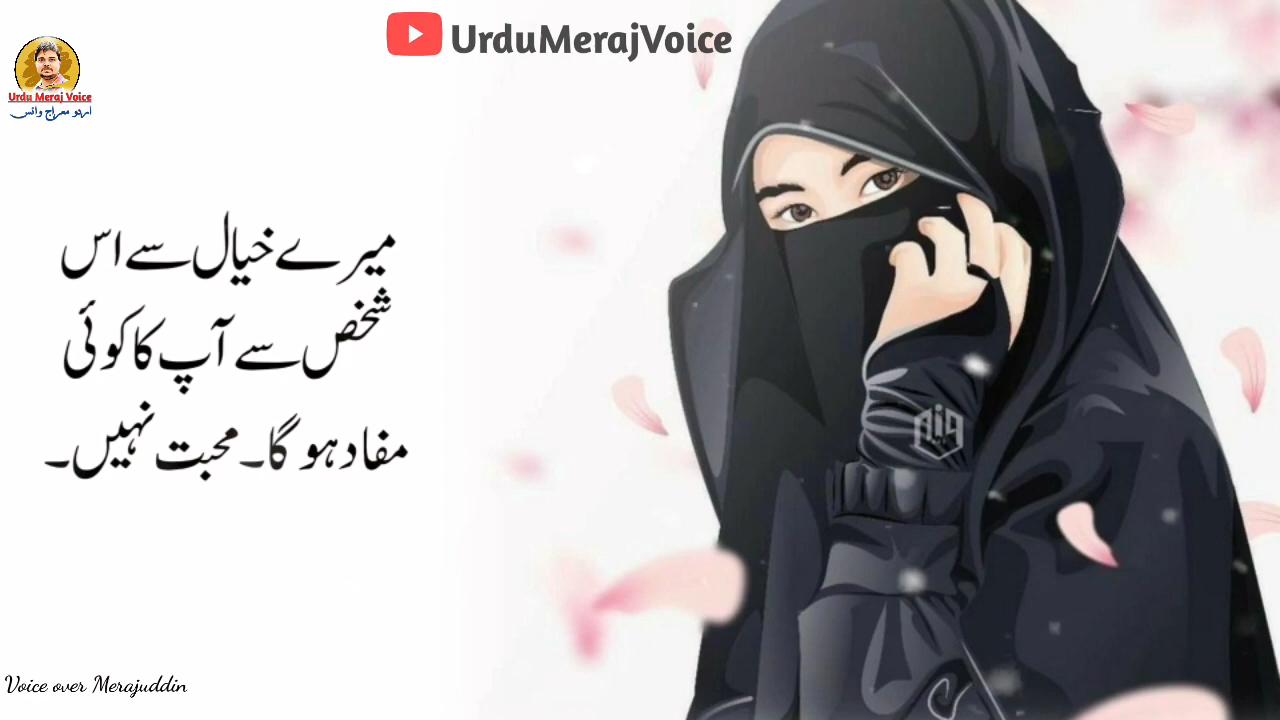 UrduMerajVoice
Urdu Meraj Voice
اردو معراج وائس
میرے خیال سے اس
شخص سے آپ کا کوئی
مفاد ہو گا۔ محبت نہیں۔
Voice over Merajuddin